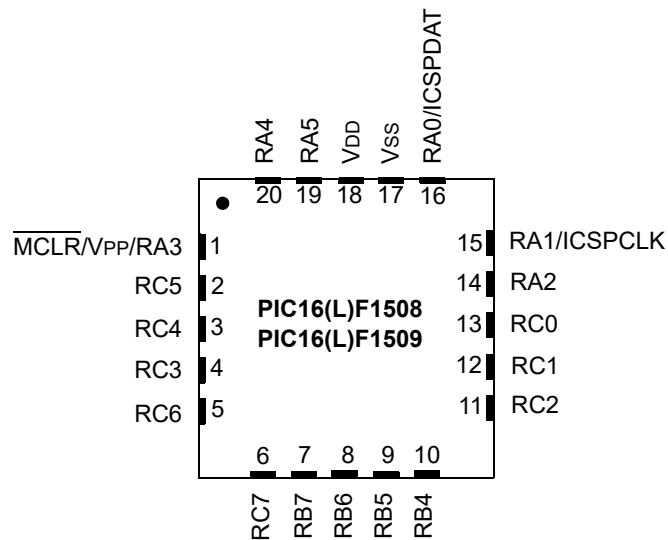 RA4
RA5
VDD
VSS
RA0/ICSPDAT
20 19 18 17 16
MCLR/VPP/RA3 1
RC5 2
RC4 3
RC3 4
RC6 5
PIC16(L)F1508
PIC16(L)F1509
15 RA1/ICSPCLK
14 RA2
13 RC0
12 RC1
11 RC2
6 7 8 9 10
RC7
RB7
RB6
RB5
RB4